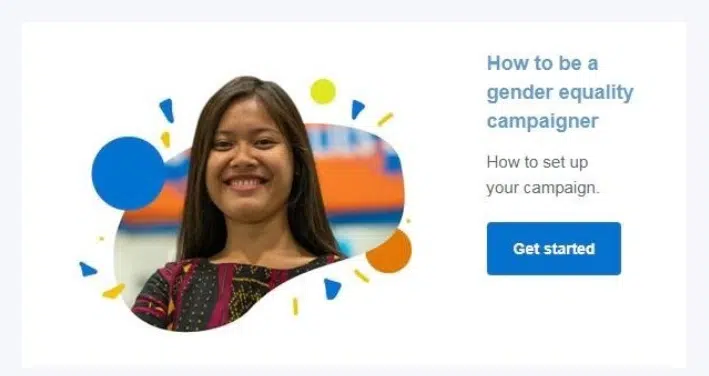 How to be a
gender equality
campaigner
How to set up
your campaign.
Get started